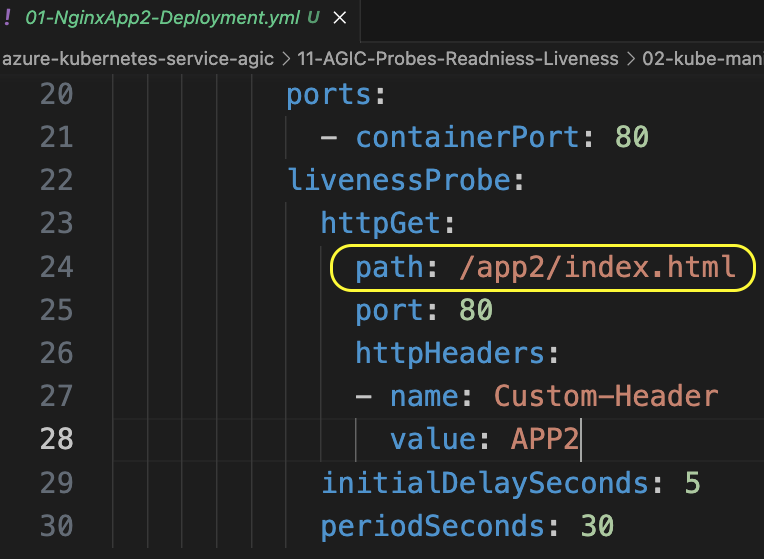 ! 01-NginxApp2-Deployment.yml U ×
azure-kubernetes-service-agic > 11-AGIC-Probes-Readniess-Liveness > 02-kube-man
20 ports:
21 - containerPort: 80
22 livenessProbe:
23 httpGet:
24 path: /app2/index.html
25 port: 80
26 httpHeaders:
27 - name: Custom-Header
28 value: APP2
29 initialDelaySeconds: 5
30 periodSeconds: 30